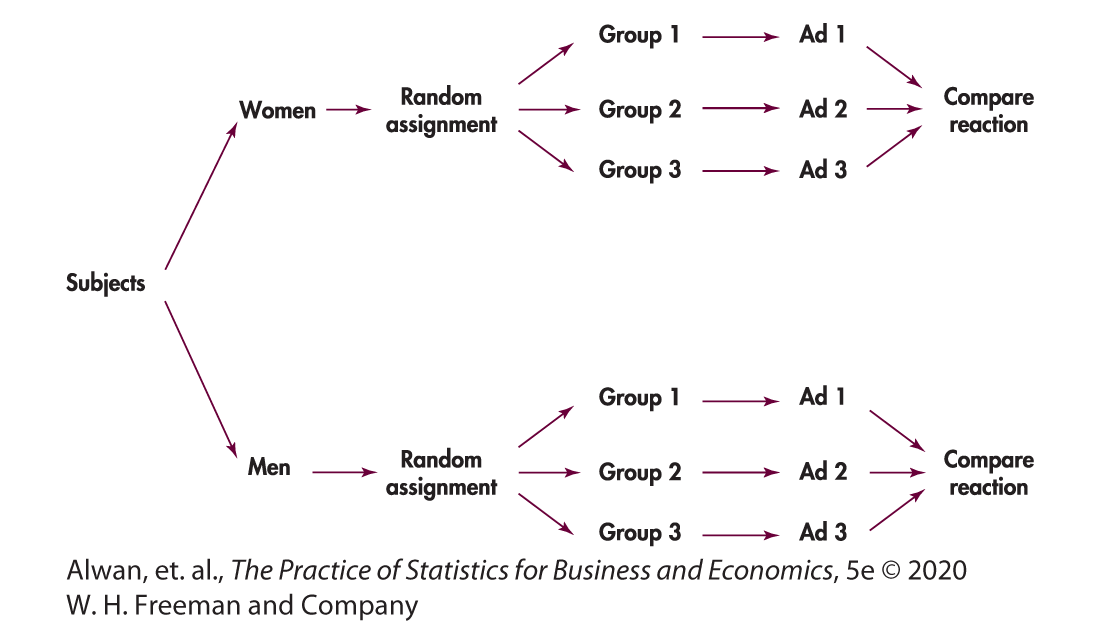 Group 1
Ad 1
Women
Random
assignment
Group 2
Ad 2
Compare
reaction
Group 3
Ad 3
Subjects
Group 1
Ad 1
Men
Random
assignment
Group 2
Ad 2
Compare
reaction
Group 3
Ad 3
Alwan, et. al., The Practice of Statistics for Business and Economics, 5e © 2020
W. H. Freeman and Company